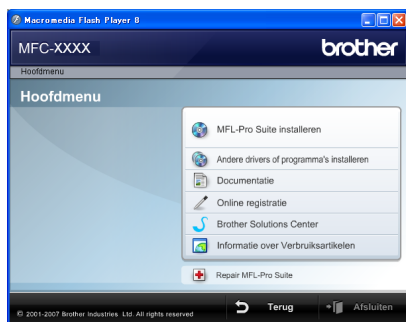 Macromedia Flash Player 8
MFC-XXXX
brother
Hoofdmenu
Hoofdmenu
MFL-Pro Suite installeren
Andere drivers of programma's installeren
Documentatie
Online registratie
Brother Solutions Center
Informatie over Verbruiksartikelen
Repair MFL-Pro Suite
© 2001-2007 Brother Industries Ltd. All rights reserved
Terug
Afsluiten